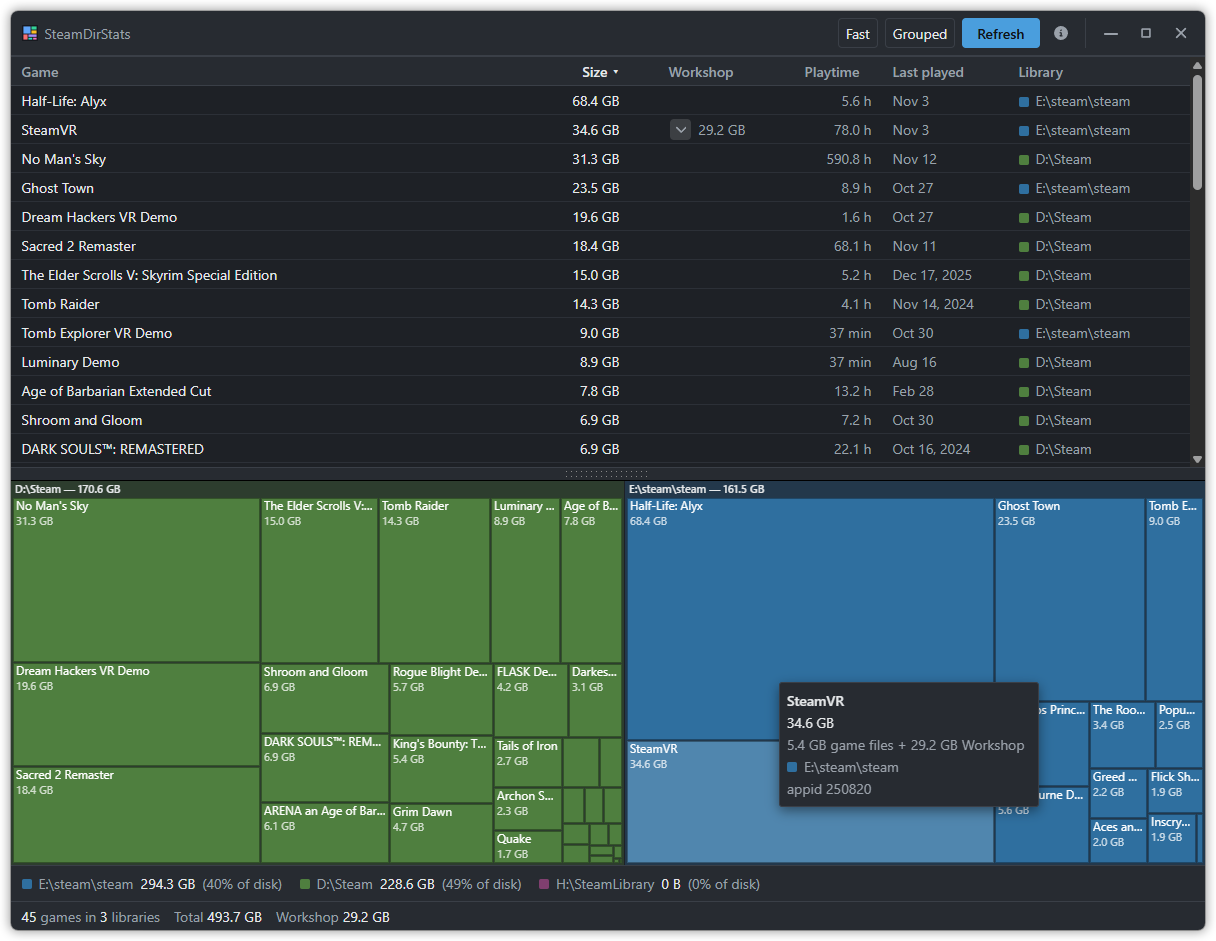 SteamDirStats Fast Grouped Refresh
Game Size Workshop Playtime Last played Library
Half-Life: Alyx 68.4 GB 5.6 h Nov 3 E:\steam\steam
SteamVR 34.6 GB 29.2 GB 78.0 h Nov 3 E:\steam\steam
No Man's Sky 31.3 GB 590.8 h Nov 12 D:\Steam
Ghost Town 23.5 GB 8.9 h Oct 27 E:\steam\steam
Dream Hackers VR Demo 19.6 GB 1.6 h Oct 27 D:\Steam
Sacred 2 Remaster 18.4 GB 68.1 h Nov 11 D:\Steam
The Elder Scrolls V: Skyrim Special Edition 15.0 GB 5.2 h Dec 17, 2025 D:\Steam
Tomb Raider 14.3 GB 4.1 h Nov 14, 2024 D:\Steam
Tomb Explorer VR Demo 9.0 GB 37 min Oct 30 E:\steam\steam
Luminary Demo 8.9 GB 37 min Aug 16 D:\Steam
Age of Barbarian Extended Cut 7.8 GB 13.2 h Feb 28 D:\Steam
Shroom and Gloom 6.9 GB 7.2 h Oct 30 D:\Steam
DARK SOULS™: REMASTERED 6.9 GB 22.1 h Oct 16, 2024 D:\Steam
D:\Steam — 170.6 GB
No Man's Sky
31.3 GB
The Elder Scrolls V:...
15.0 GB
Tomb Raider
14.3 GB
Luminary ...
8.9 GB
Age of B...
7.8 GB
Dream Hackers VR Demo
19.6 GB
Sacred 2 Remaster
18.4 GB
Shroom and Gloom
6.9 GB
DARK SOULS™: REM...
6.9 GB
ARENA an Age of Bar...
6.1 GB
Rogue Blight De...
5.7 GB
King's Bounty: T...
5.4 GB
Grim Dawn
4.7 GB
FLASK De...
4.2 GB
Darkes...
3.1 GB
Tails of Iron
2.7 GB
Archon S...
2.3 GB
Quake
1.7 GB
E:\steam\steam — 161.5 GB
Half-Life: Alyx
68.4 GB
Ghost Town
23.5 GB
Tomb E...
9.0 GB
SteamVR
34.6 GB
SteamVR
34.6 GB
5.4 GB game files + 29.2 GB Workshop
E:\steam\steam
appid 250820
os Princ...
urne D...
5.6 GB
The Roo...
3.4 GB
Popu...
2.5 GB
Greed ...
2.2 GB
Flick Sh...
1.9 GB
Aces an...
2.0 GB
Inscry...
1.9 GB
E:\steam\steam 294.3 GB (40% of disk) D:\Steam 228.6 GB (49% of disk) H:\SteamLibrary 0 B (0% of disk)
45 games in 3 libraries Total 493.7 GB Workshop 29.2 GB